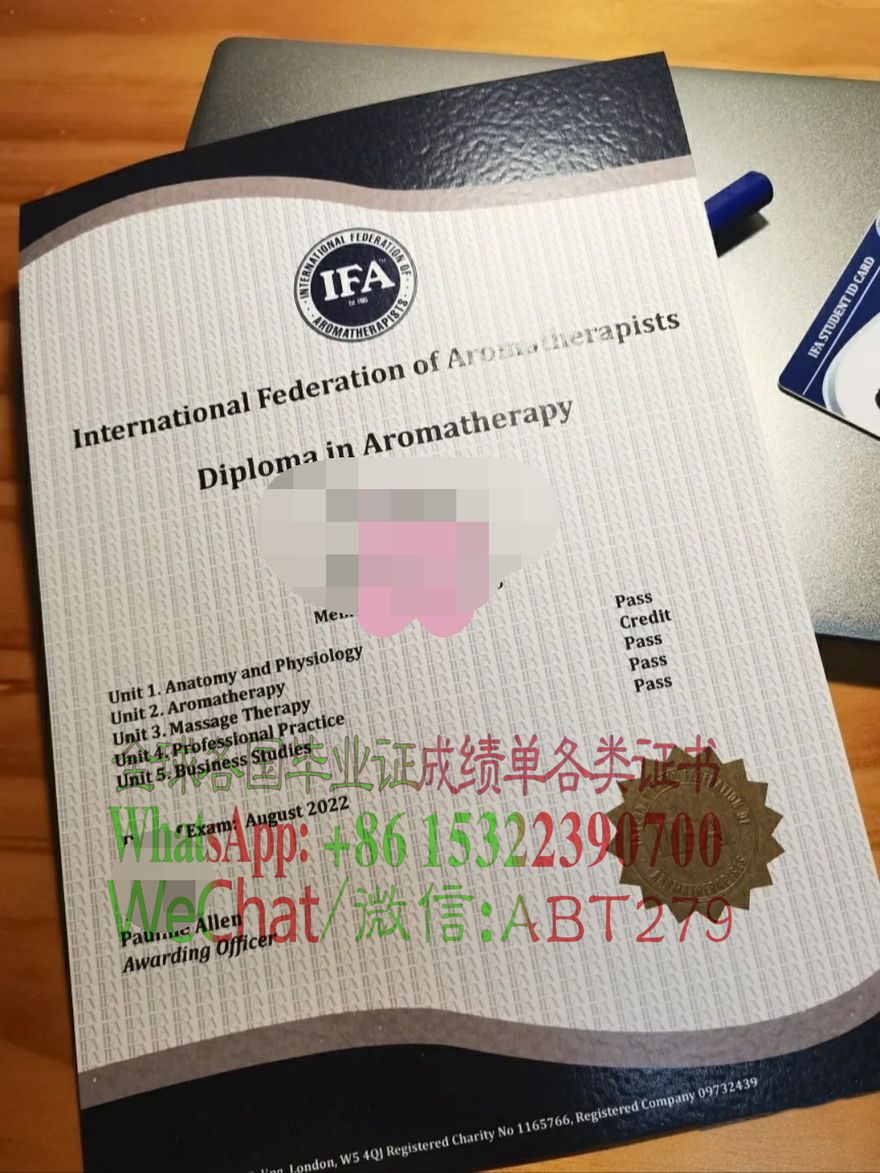 INTERNATIONAL FEDERATION OF
IFA
AROMATHERAPISTS
International Federation of Aromatherapists
Diploma in Aromatherapy
IFA STUDENT ID CARD
Pass
Credit
Pass
Pass
Pass
Unit 1. Anatomy and Physiology
Unit 2. Aromatherapy
Unit 3. Massage Therapy
Unit 4. Professional Practice
Unit 5. Business Studies
全球各国毕业证成绩单各类证书
Exam: August 2022
WhatsApp: +86 15322390700
WeChat/微信:ABT279
Allen
Awarding Officer
AROMATHERAPISTS
London, W5 4QJ Registered Charity No 1165766, Registered Company 09732439